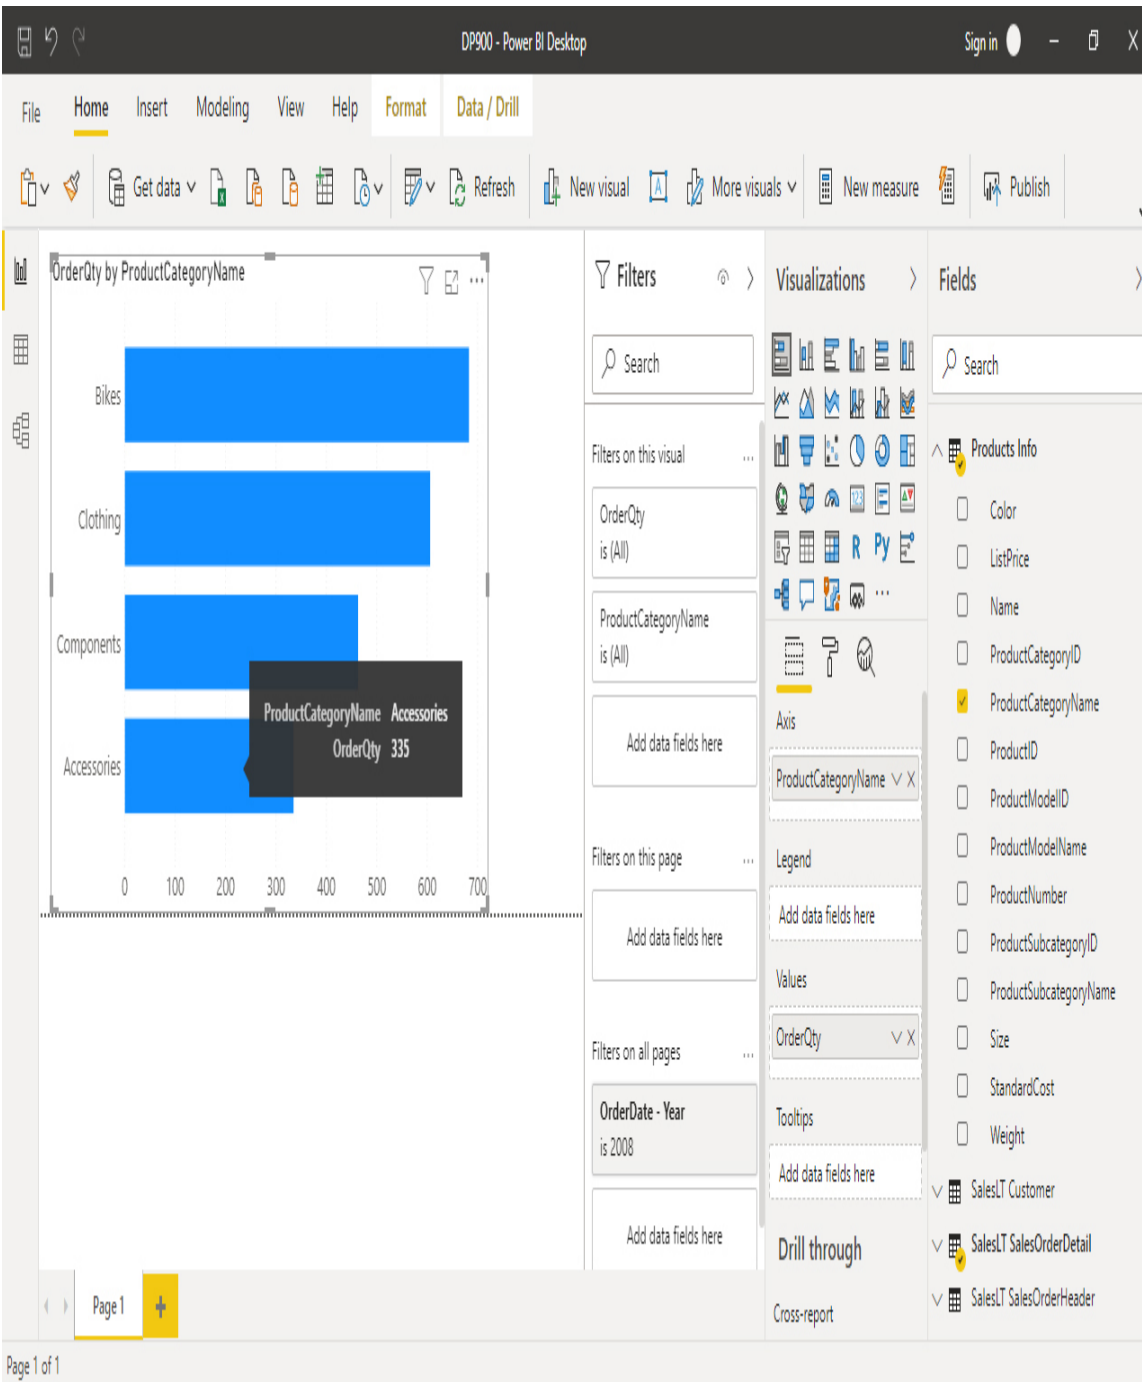 DP900 - Power BI Desktop
Sign in
File
Home
Insert
Modeling
View
Help
Format
Data / Drill
Get data
Refresh
New visual
A
More visuals
New measure
Publish
OrderQty by ProductCategoryName
Bikes
Clothing
Components
Accessories
ProductCategoryName Accessories
OrderQty 335
0 100 200 300 400 500 600 700
Filters
Search
Filters on this visual
OrderQty
is (All)
ProductCategoryName
is (All)
Add data fields here
Filters on this page
Add data fields here
Filters on all pages
OrderDate - Year
is 2008
Add data fields here
Visualizations
123
R Py
Axis
ProductCategoryName
Legend
Add data fields here
Values
OrderQty
Tooltips
Add data fields here
Drill through
Cross-report
Fields
Search
Products Info
Color
ListPrice
Name
ProductCategoryID
ProductCategoryName
ProductID
ProductModelID
ProductModelName
ProductNumber
ProductSubcategoryID
ProductSubcategoryName
Size
StandardCost
Weight
SalesLT Customer
SalesLT SalesOrderDetail
SalesLT SalesOrderHeader
Page 1
Page 1 of 1